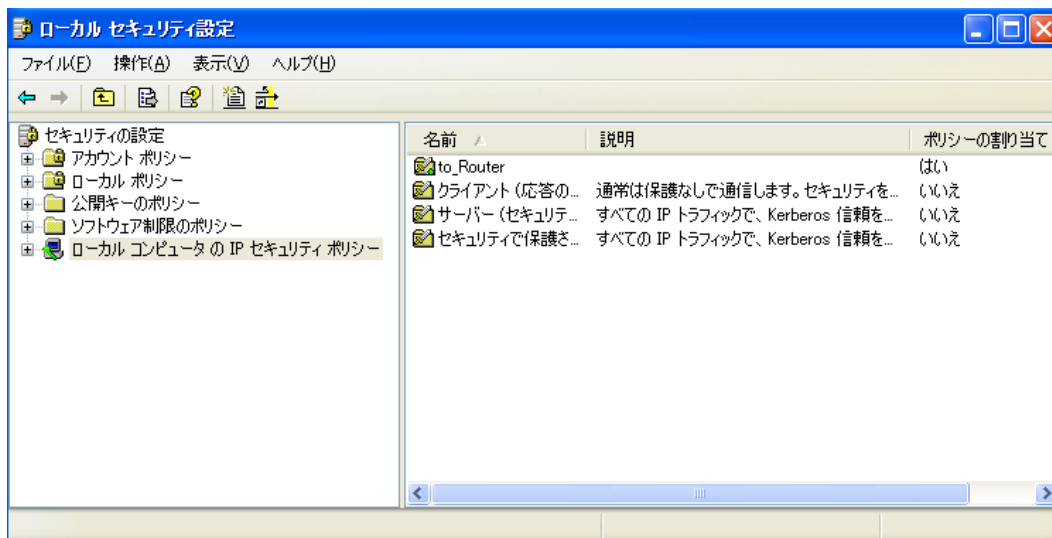 ローカル セキュリティ設定
ファイル(F) 操作(A) 表示(V) ヘルプ(H)
セキュリティの設定
アカウント ポリシー
ローカル ポリシー
公開キーのポリシー
ソフトウェア制限のポリシー
ローカル コンピュータ の IP セキュリティ ポリシー
名前 説明 ポリシーの割り当て
to_Router はい
クライアント (応答の... 通常は保護なしで通信します。セキュリティを... いいえ
サーバー (セキュリテ... すべての IP トラフィックで、Kerberos 信頼を... いいえ
セキュリティで保護さ... すべての IP トラフィックで、Kerberos 信頼を... いいえ